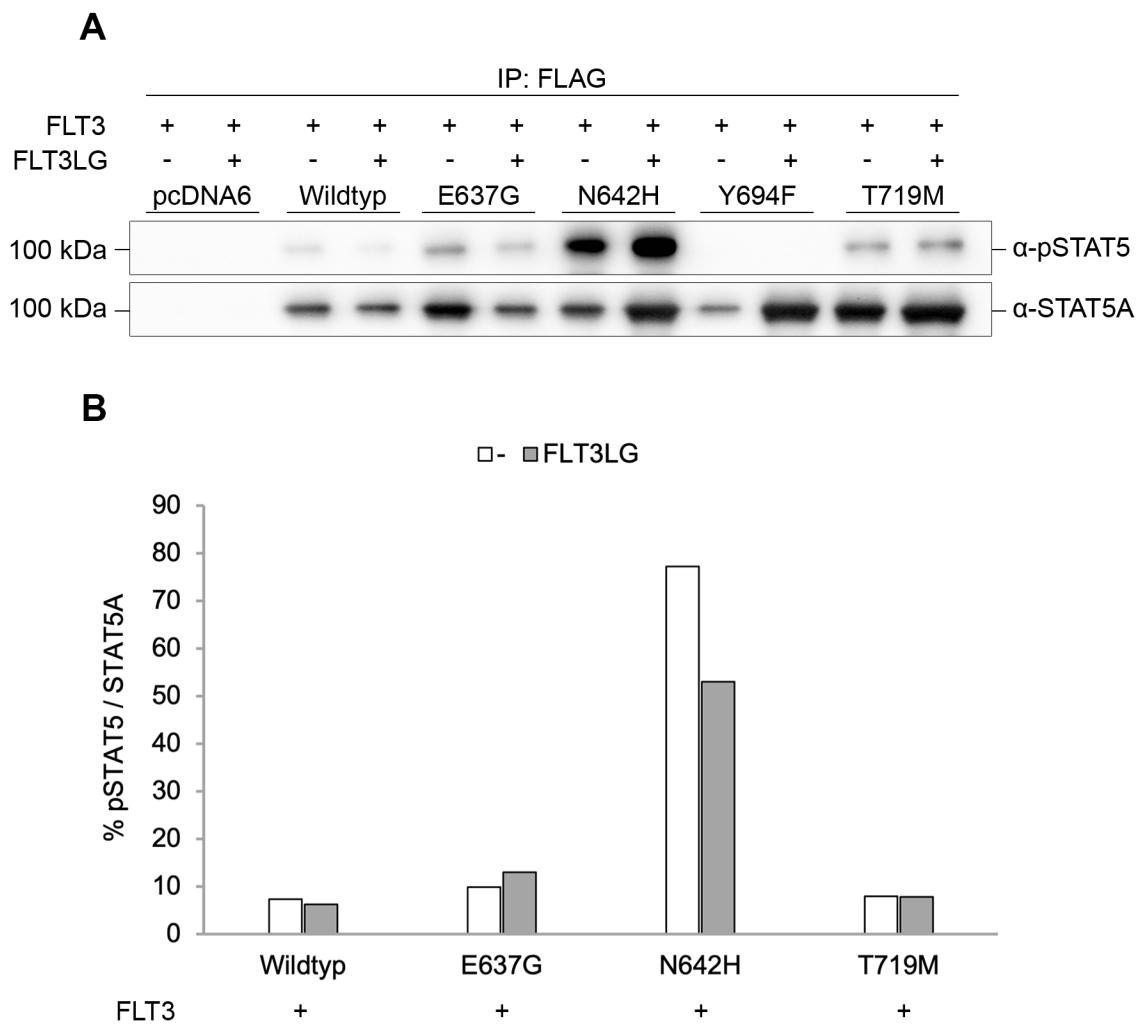 A
IP: FLAG
FLT3 + + + + + + + + + + + +
FLT3LG - + - + - + - + - + - +
pcDNA6 Wildtyp E637G N642H Y694F T719M
100 kDa α-pSTAT5
100 kDa α-STAT5A
B
- FLT3LG
90
80
70
60
50
40
30
20
10
0
% pSTAT5 / STAT5A
Wildtyp E637G N642H T719M
FLT3 + + + +